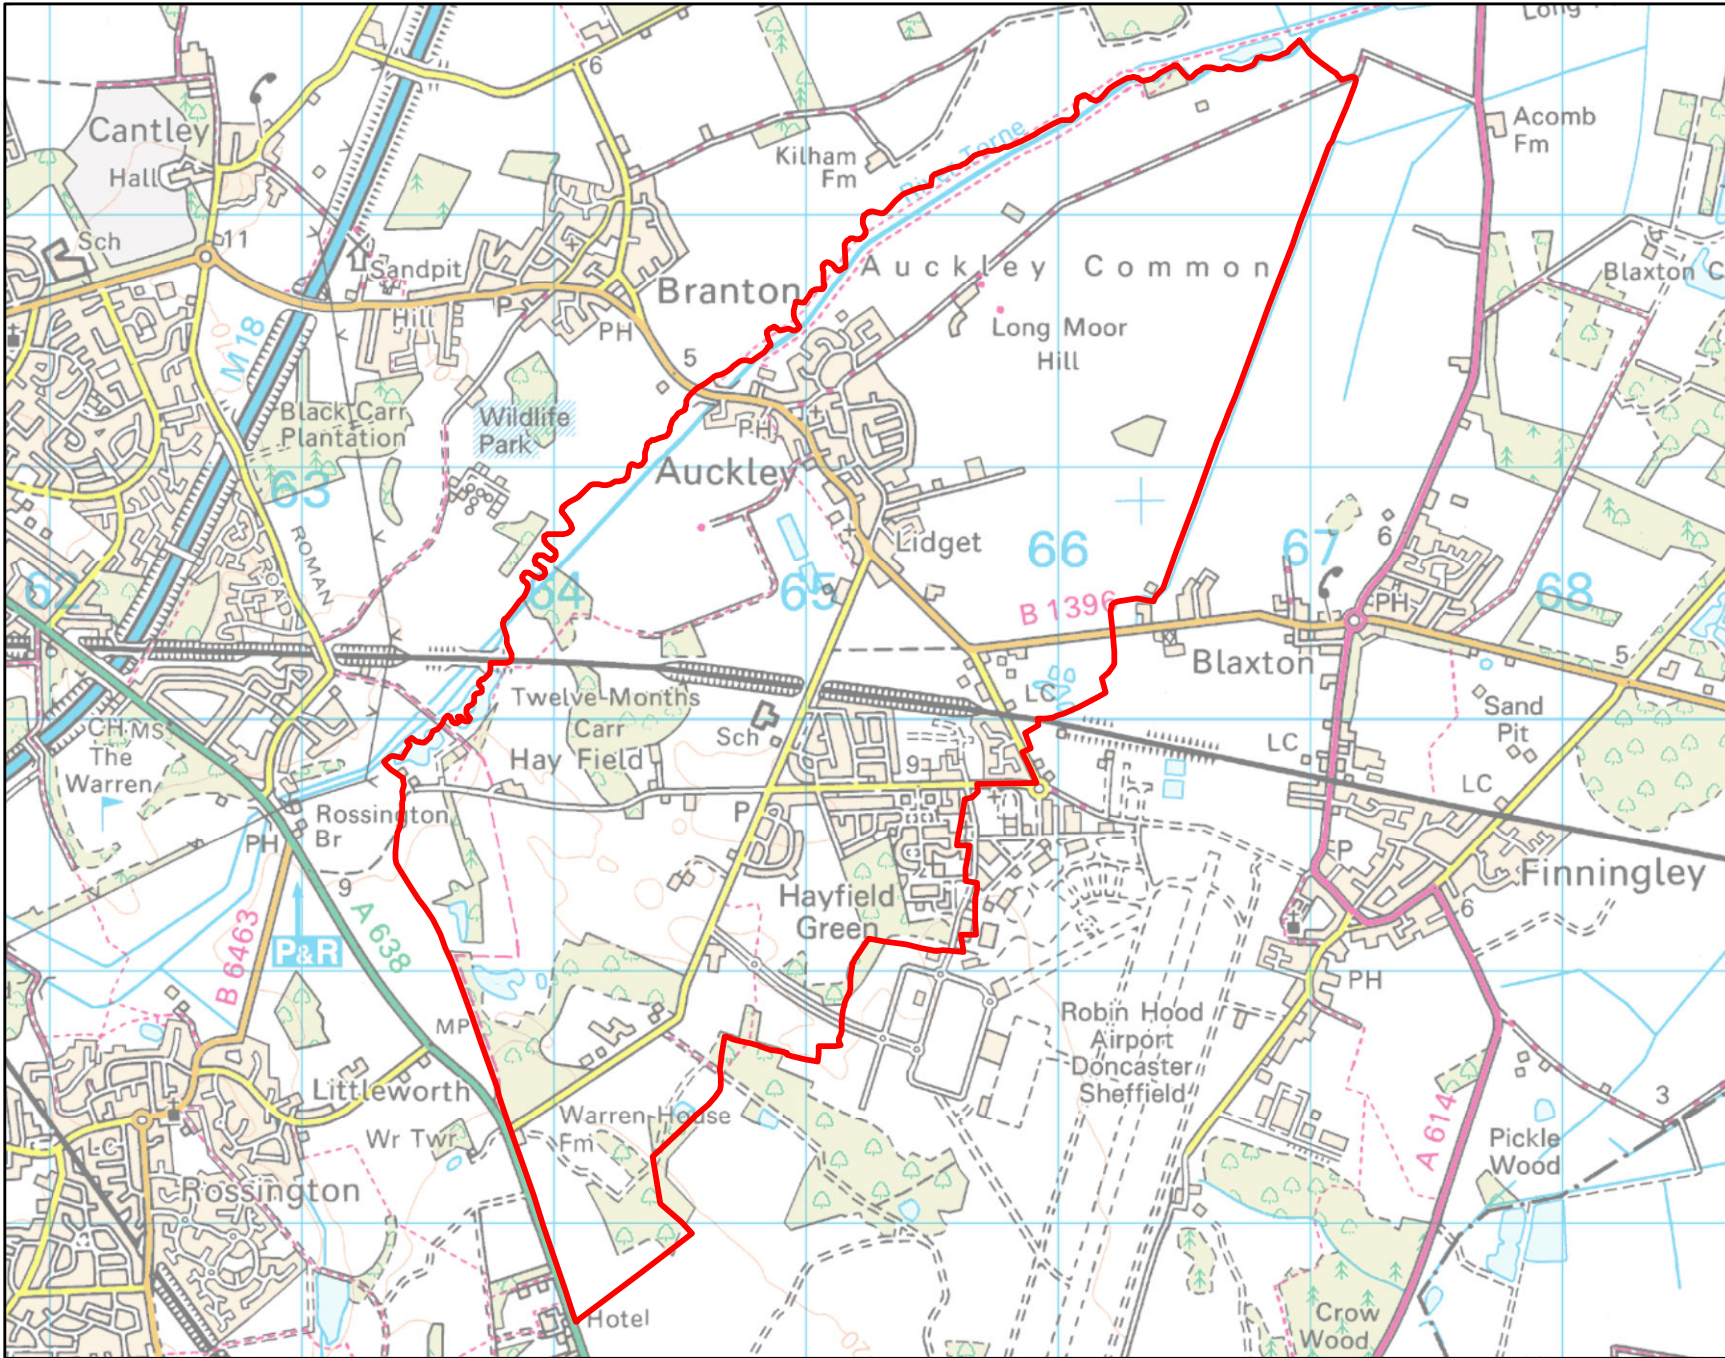 Long
6
Cantley
Hall
Acomb
Fm
Kilham
Fm
River Torne
Sch
11
Sandpit
Hill
P
Branton
PH
Auckley Common
Blaxton C
M 18
5
Long Moor
Hill
Black Carr
Plantation
Wildlife
Park
PH
Auckley
63
ROMAN
ROAD
Lidget
6
62
64
65
66
67
68
B 1396
PH
Blaxton
5
Twelve-Months
Carr
LC
Sand
Pit
CH
MS
The
Warren
Hay Field
Sch
9
LC
LC
Rossington
Br
PH
P
P
Finningley
9
A 638
Hayfield
Green
6
B 6463
P&R
PH
MP
Robin Hood
Airport
Doncaster
Sheffield
Littleworth
Warren House
Fm
Wr Twr
LC
A 614
3
Pickle
Wood
Rossington
Hotel
Crow
Wood